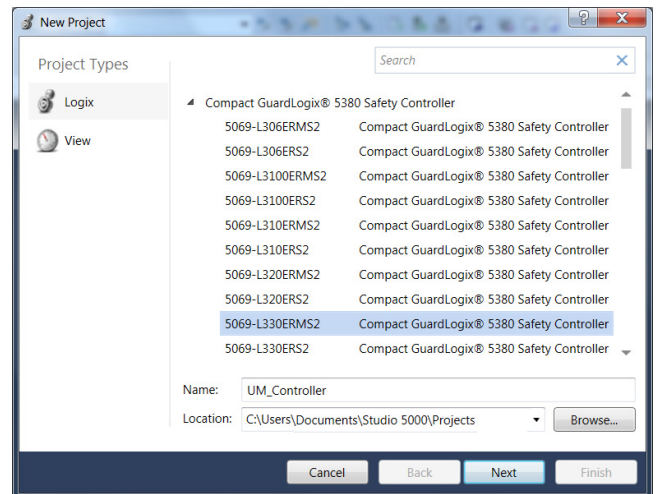 New Project
Project Types
Search
Logix
View
Compact GuardLogix® 5380 Safety Controller
5069-L306ERMS2 Compact GuardLogix® 5380 Safety Controller
5069-L306ERS2 Compact GuardLogix® 5380 Safety Controller
5069-L3100ERMS2 Compact GuardLogix® 5380 Safety Controller
5069-L3100ERS2 Compact GuardLogix® 5380 Safety Controller
5069-L310ERMS2 Compact GuardLogix® 5380 Safety Controller
5069-L310ERS2 Compact GuardLogix® 5380 Safety Controller
5069-L320ERMS2 Compact GuardLogix® 5380 Safety Controller
5069-L320ERS2 Compact GuardLogix® 5380 Safety Controller
5069-L330ERMS2 Compact GuardLogix® 5380 Safety Controller
5069-L330ERS2 Compact GuardLogix® 5380 Safety Controller
Name: UM_Controller
Location: C:\Users\Documents\Studio 5000\Projects Browse...
Cancel Back Next Finish